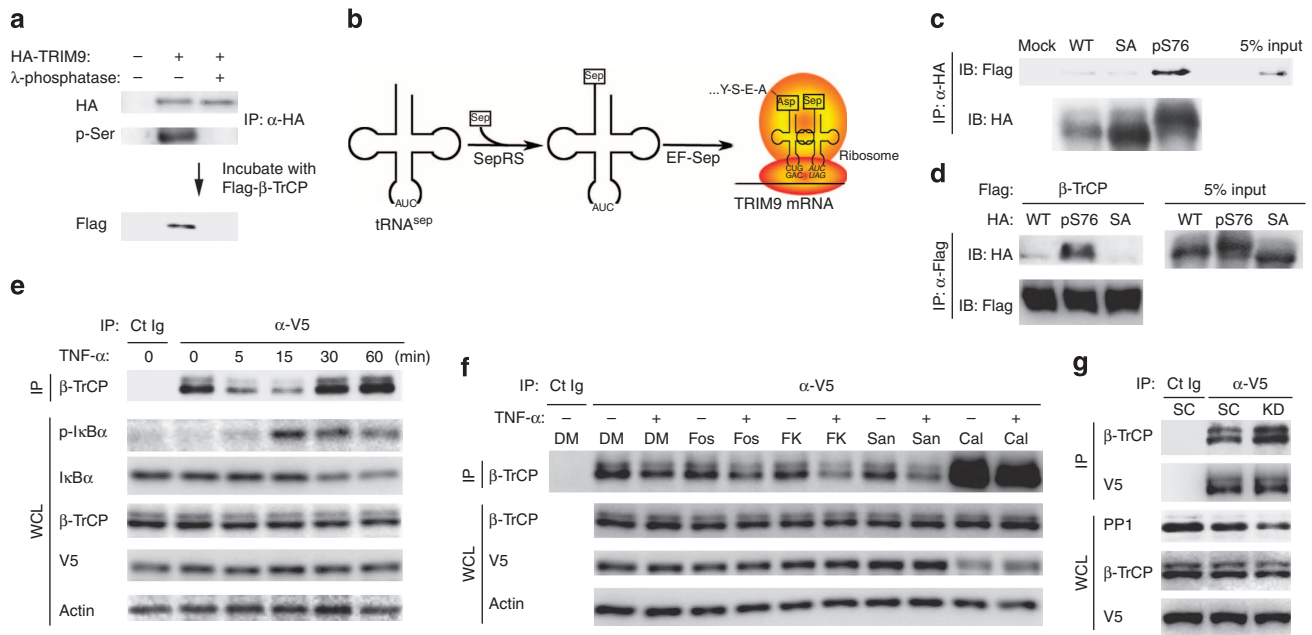 a
HA-TRIM9: – + +
λ-phosphatase: – – +
HA
p-Ser
IP: α-HA
Incubate with
Flag-β-TrCP
Flag
b
Sep
Sep
SepRS
EF-Sep
AUC
tRNAsep
AUC
...Y-S-E-A
Asp Sep
CUG AUC
GAC UAG
Ribosome
TRIM9 mRNA
c
Mock WT SA pS76 5% input
IP: α-HA
IB: Flag
IB: HA
d
Flag: β-TrCP 5% input
HA: WT pS76 SA WT pS76 SA
IP: α-Flag
IB: HA
IB: Flag
e
IP: Ct Ig α-V5
TNF-α: 0 0 5 15 30 60 (min)
IP
β-TrCP
WCL
p-IκBα
IκBα
β-TrCP
V5
Actin
f
IP: Ct Ig α-V5
TNF-α: – – + – + – + – + – +
DM DM DM Fos Fos FK FK San San Cal Cal
IP
β-TrCP
WCL
β-TrCP
V5
Actin
g
IP: Ct Ig α-V5
SC SC KD
IP
β-TrCP
V5
WCL
PP1
β-TrCP
V5